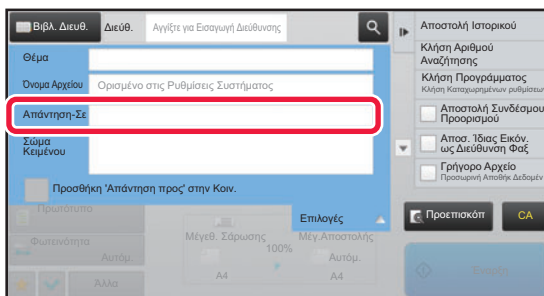 Βιβλ. Διευθ.
Διεύθ.
Αγγίξτε για Εισαγωγή Διεύθυνσης
Θέμα
Όνομα Αρχείου
Ορισμένο στις Ρυθμίσεις Συστήματος
Απάντηση-Σε
Σώμα
Κειμένου
Προσθήκη 'Απάντηση προς' στην Κοιν.
Επιλογές
Πρωτότυπο
Φωτεινότητα
Αυτόμ.
Άλλα
Μέγεθ. Σάρωσης
A4
100%
Μέγ.Αποστολής
Αυτόμ.
A4
Αποστολή Ιστορικού
Κλήση Αριθμού
Αναζήτησης
Κλήση Προγράμματος
Κλήση Καταχωρημένων ρυθμίσεων
Αποστολή Συνδέσμου
Προορισμού
Αποσ. Ίδιας Εικόν.
ως Διεύθυνση Φαξ
Γρήγορο Αρχείο
Προσωρινή Αποθήκ Δεδομέν
Προεπισκόπ
CA
Έναρξη